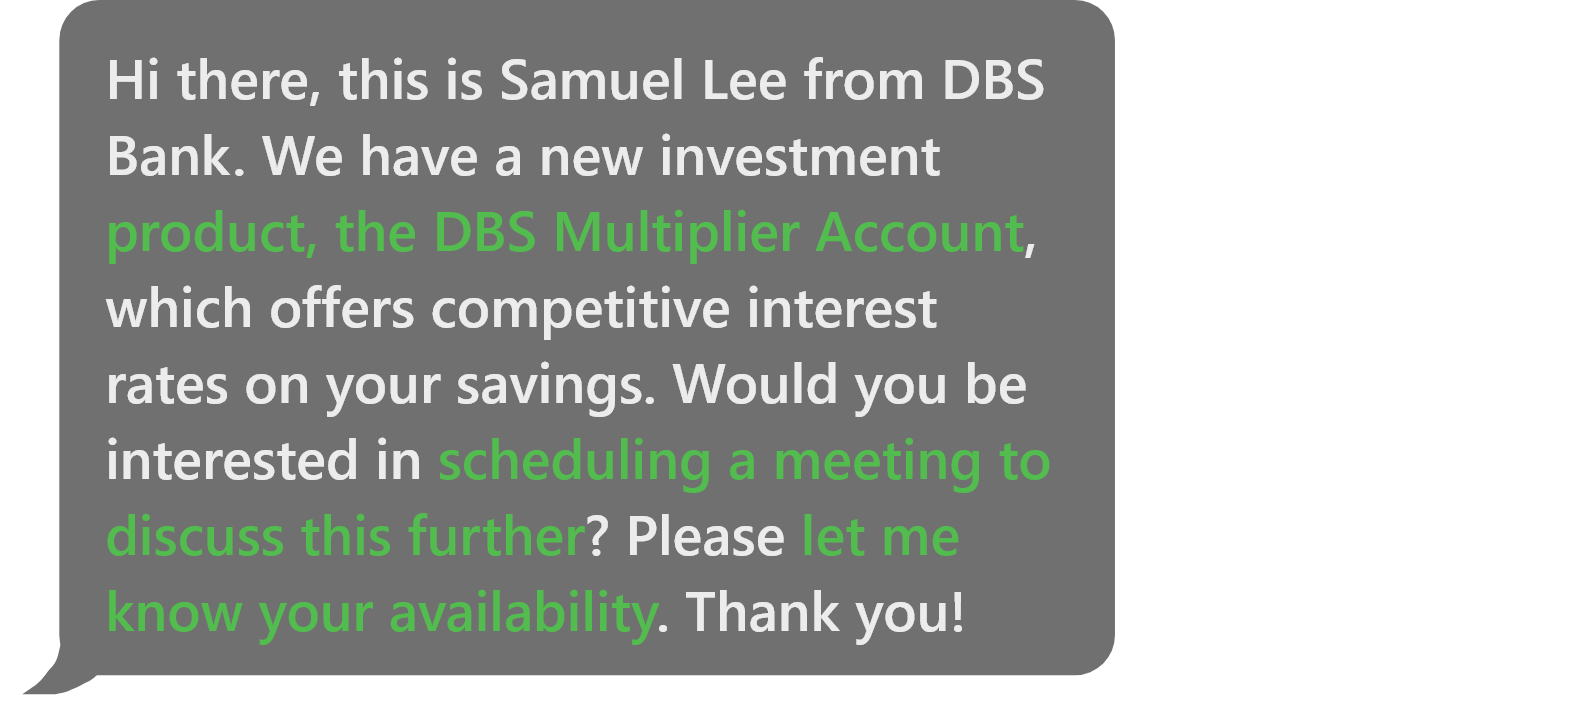 Hi there, this is Samuel Lee from DBS
Bank. We have a new investment
product, the DBS Multiplier Account,
which offers competitive interest
rates on your savings. Would you be
interested in scheduling a meeting to
discuss this further? Please let me
know your availability. Thank you!